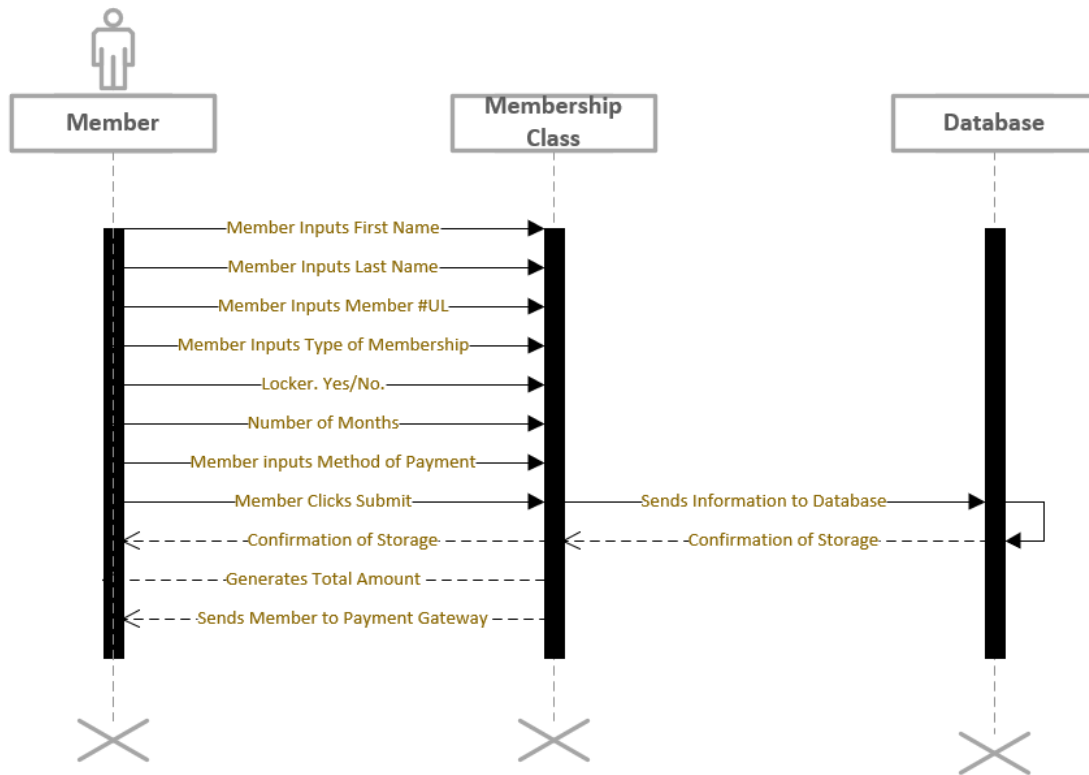 Member
Membership
Class
Database
Member Inputs First Name
Member Inputs Last Name
Member Inputs Member #UL
Member Inputs Type of Membership
Locker. Yes/No.
Number of Months
Member inputs Method of Payment
Member Clicks Submit
Sends Information to Database
Confirmation of Storage
Confirmation of Storage
Generates Total Amount
Sends Member to Payment Gateway